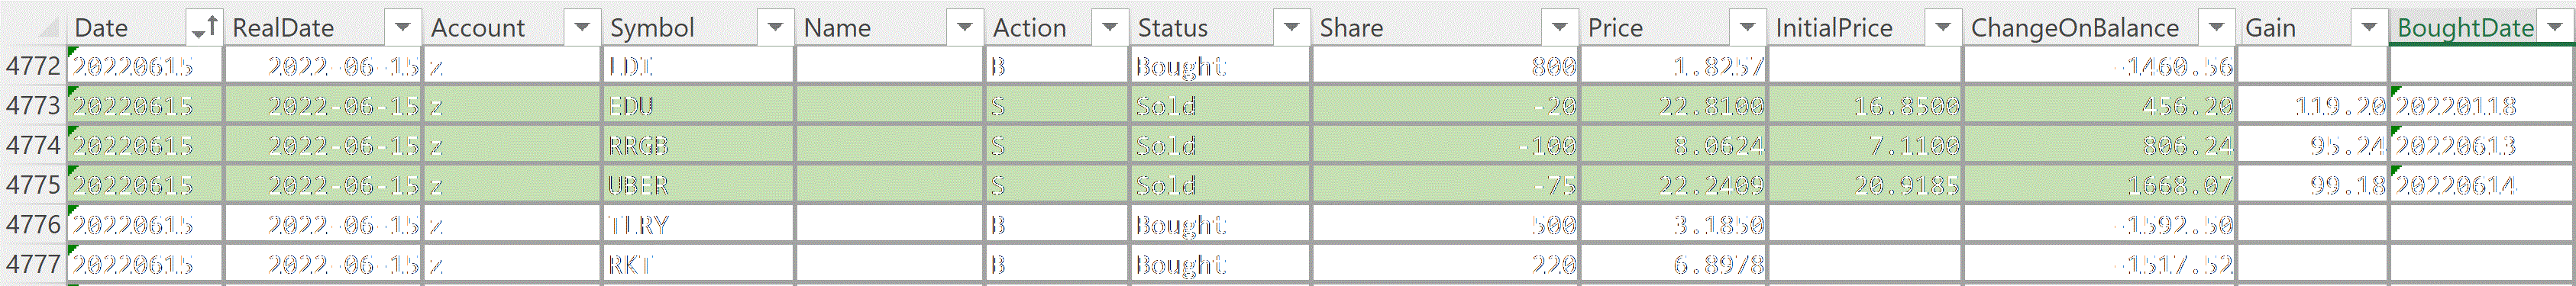 Date RealDate Account Symbol Name Action Status Share Price InitialPrice ChangeOnBalance Gain BoughtDate
4772 20220615 2022-06-15 z LDI B Bought 800 1.8257 -1460.56
4773 20220615 2022-06-15 z EDU S Sold -20 22.8100 16.8500 456.20 119.20 20220118
4774 20220615 2022-06-15 z RRGB S Sold -100 8.0624 7.1100 806.24 95.24 20220613
4775 20220615 2022-06-15 z UBER S Sold -75 22.2409 20.9185 1668.07 99.18 20220614
4776 20220615 2022-06-15 z TLRY B Bought 500 3.1850 -1592.50
4777 20220615 2022-06-15 z RKT B Bought 220 6.8978 -1517.52